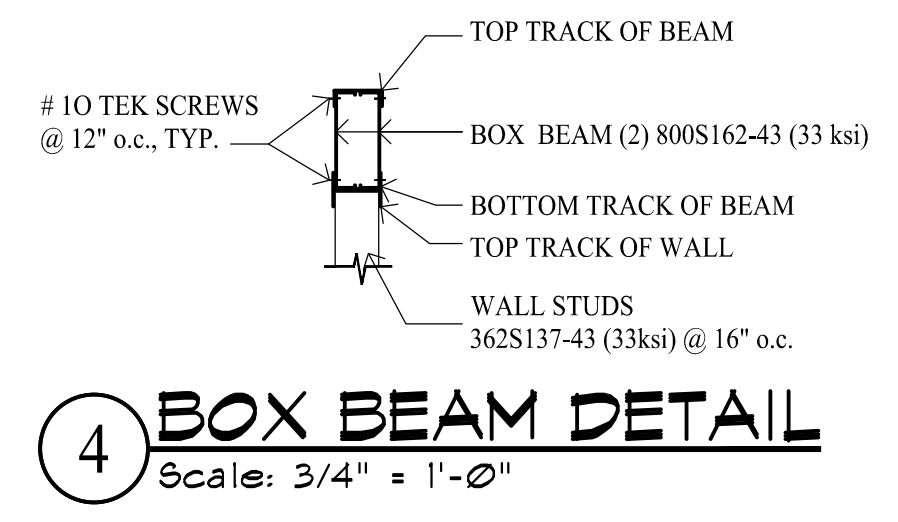 TOP TRACK OF BEAM
# 1O TEK SCREWS
@ 12" o.c., TYP.
BOX BEAM (2) 800S162-43 (33 ksi)
BOTTOM TRACK OF BEAM
TOP TRACK OF WALL
WALL STUDS
362S137-43 (33ksi) @ 16" o.c.
4
BOX BEAM DETAIL
Scale: 3/4" = 1'-0"